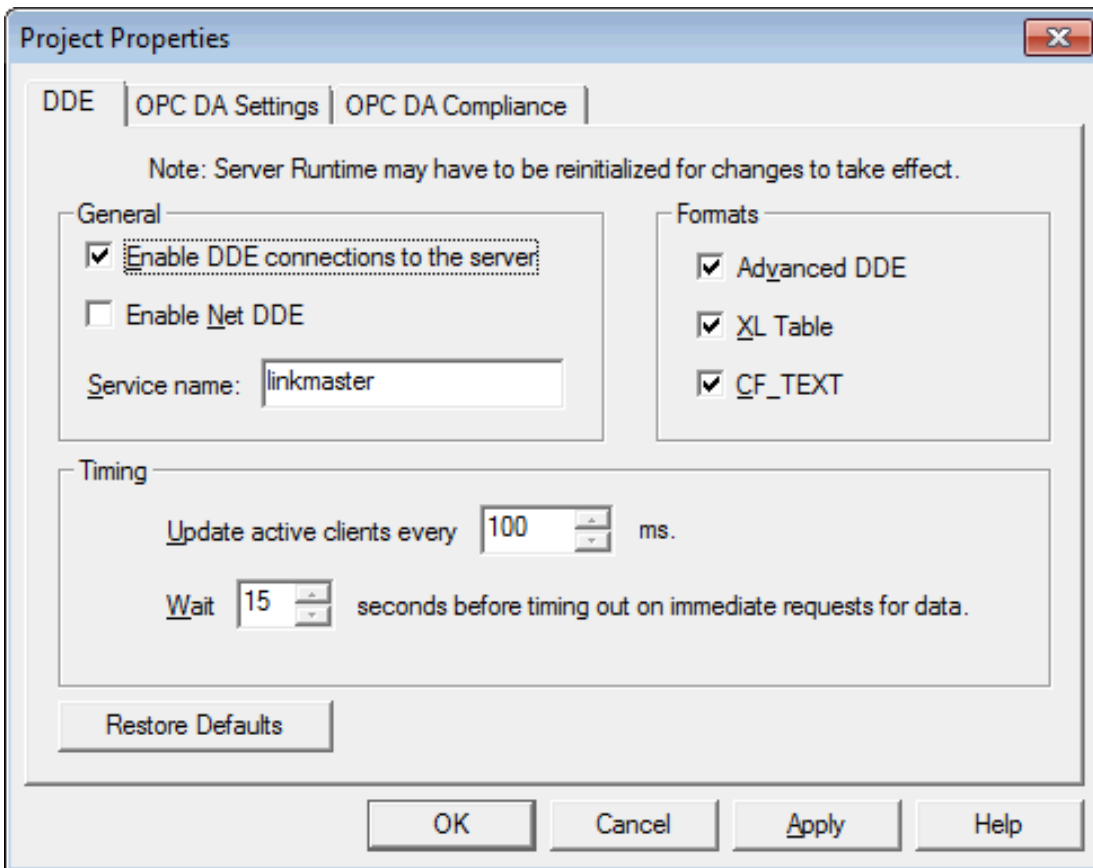 Project Properties
DDE
OPC DA Settings
OPC DA Compliance
Note: Server Runtime may have to be reinitialized for changes to take effect.
General
Enable DDE connections to the server
Enable Net DDE
Service name: linkmaster
Formats
Advanced DDE
XL Table
CF_TEXT
Timing
Update active clients every 100 ms.
Wait 15 seconds before timing out on immediate requests for data.
Restore Defaults
OK
Cancel
Apply
Help